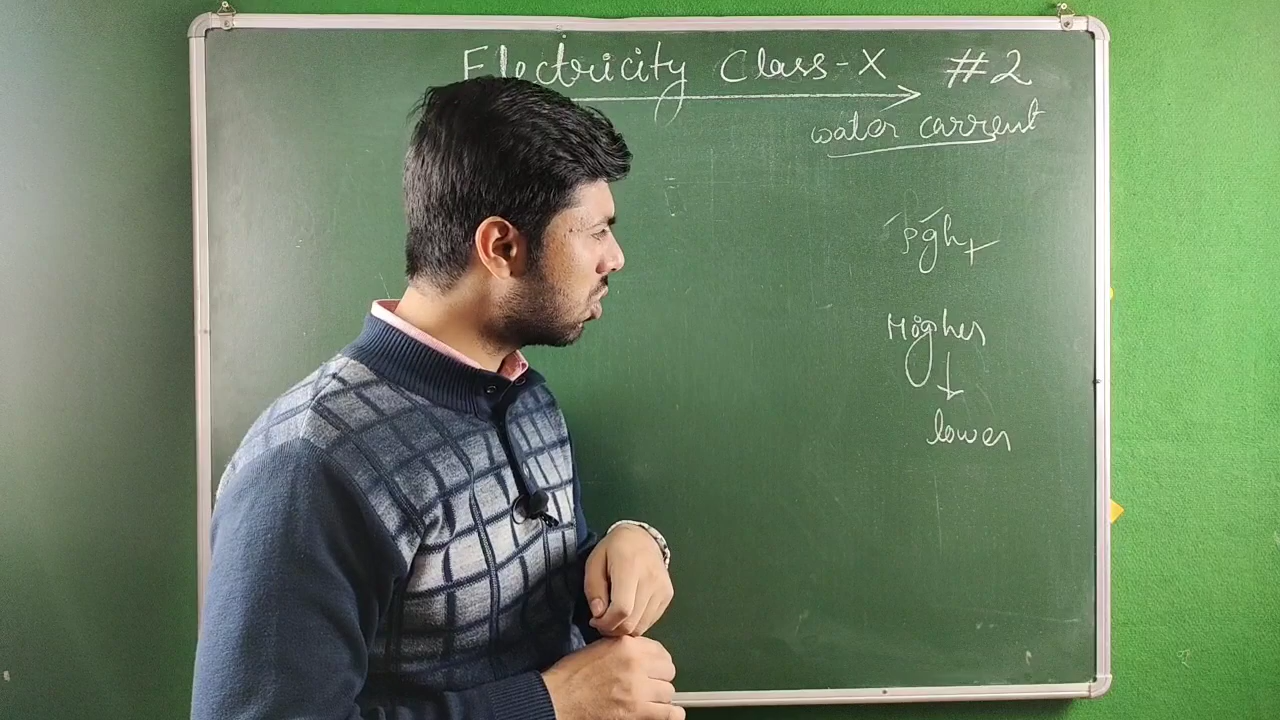 Electricity Class-X #2
water current
ρgh
Higher
↓
lower